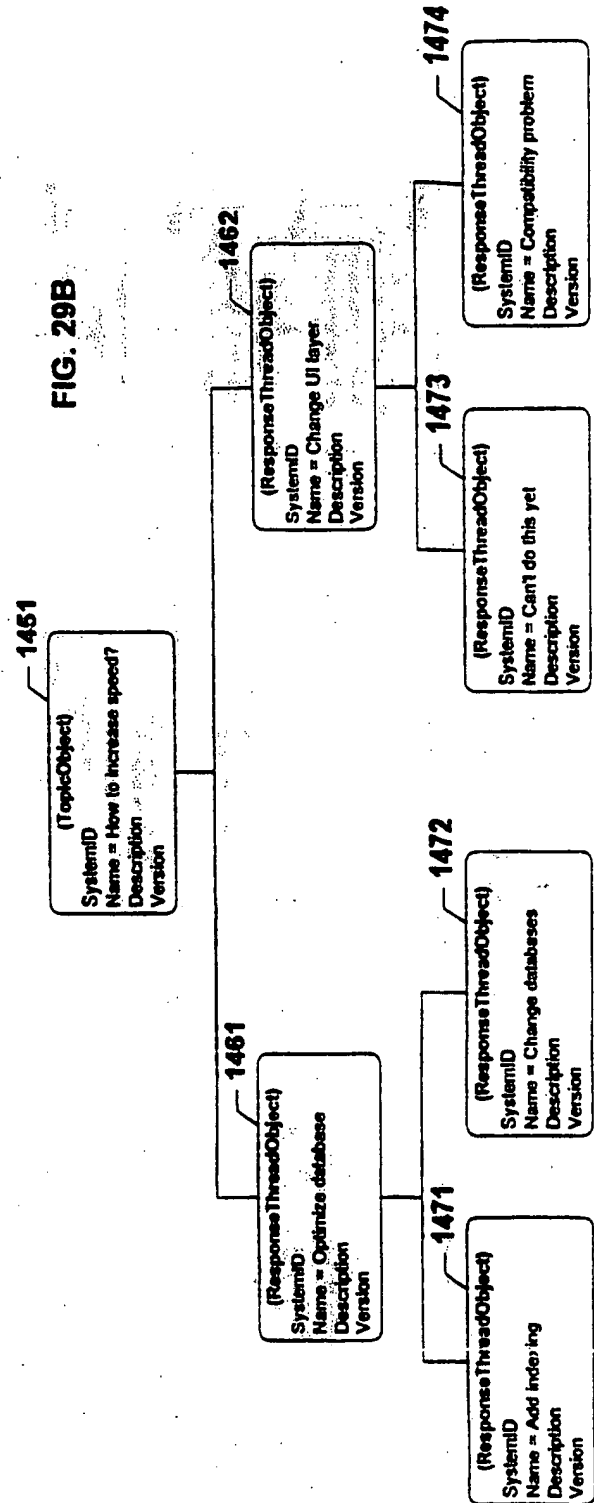 FIG. 29B
1451
(TopicObject)
SystemID
Name = How to increase speed?
Description
Version
1461
(ResponseThreadObject)
SystemID
Name = Optimize database
Description
Version
1462
(ResponseThreadObject)
SystemID
Name = Change UI layer
Description
Version
1471
(ResponseThreadObject)
SystemID
Name = Add indexing
Description
Version
1472
(ResponseThreadObject)
SystemID
Name = Change databases
Description
Version
1473
(ResponseThreadObject)
SystemID
Name = Can't do this yet
Description
Version
1474
(ResponseThreadObject)
SystemID
Name = Compatibility problem
Description
Version